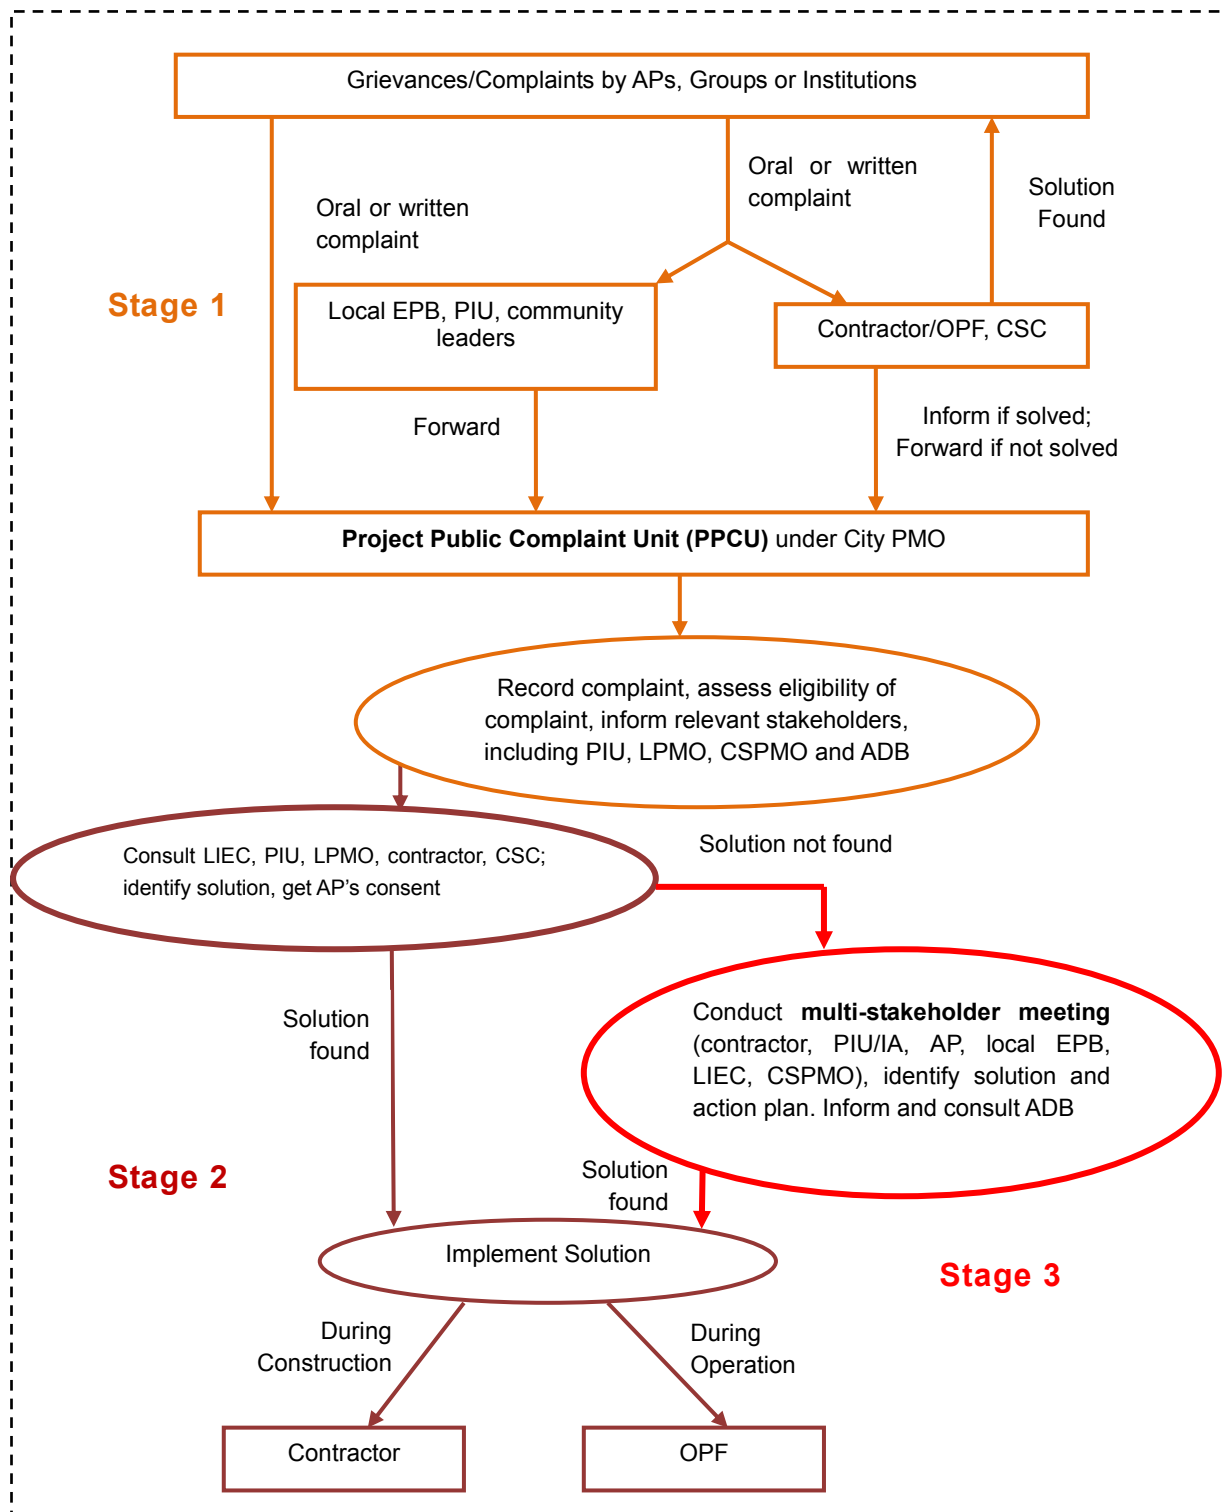 Grievances/Complaints by APs, Groups or Institutions
Oral or written
complaint
Solution
Found
Oral or written
complaint
Stage 1
Local EPB, PIU, community
leaders
Contractor/OPF, CSC
Forward
Inform if solved;
Forward if not solved
Project Public Complaint Unit (PPCU) under City PMO
Record complaint, assess eligibility of
complaint, inform relevant stakeholders,
including PIU, LPMO, CSPMO and ADB
Solution not found
Consult LIEC, PIU, LPMO, contractor, CSC;
identify solution, get AP's consent
Solution
found
Conduct multi-stakeholder meeting
(contractor, PIU/IA, AP, local EPB,
LIEC, CSPMO), identify solution and
action plan. Inform and consult ADB
Stage 2
Solution
found
Implement Solution
Stage 3
During
Construction
During
Operation
Contractor
OPF